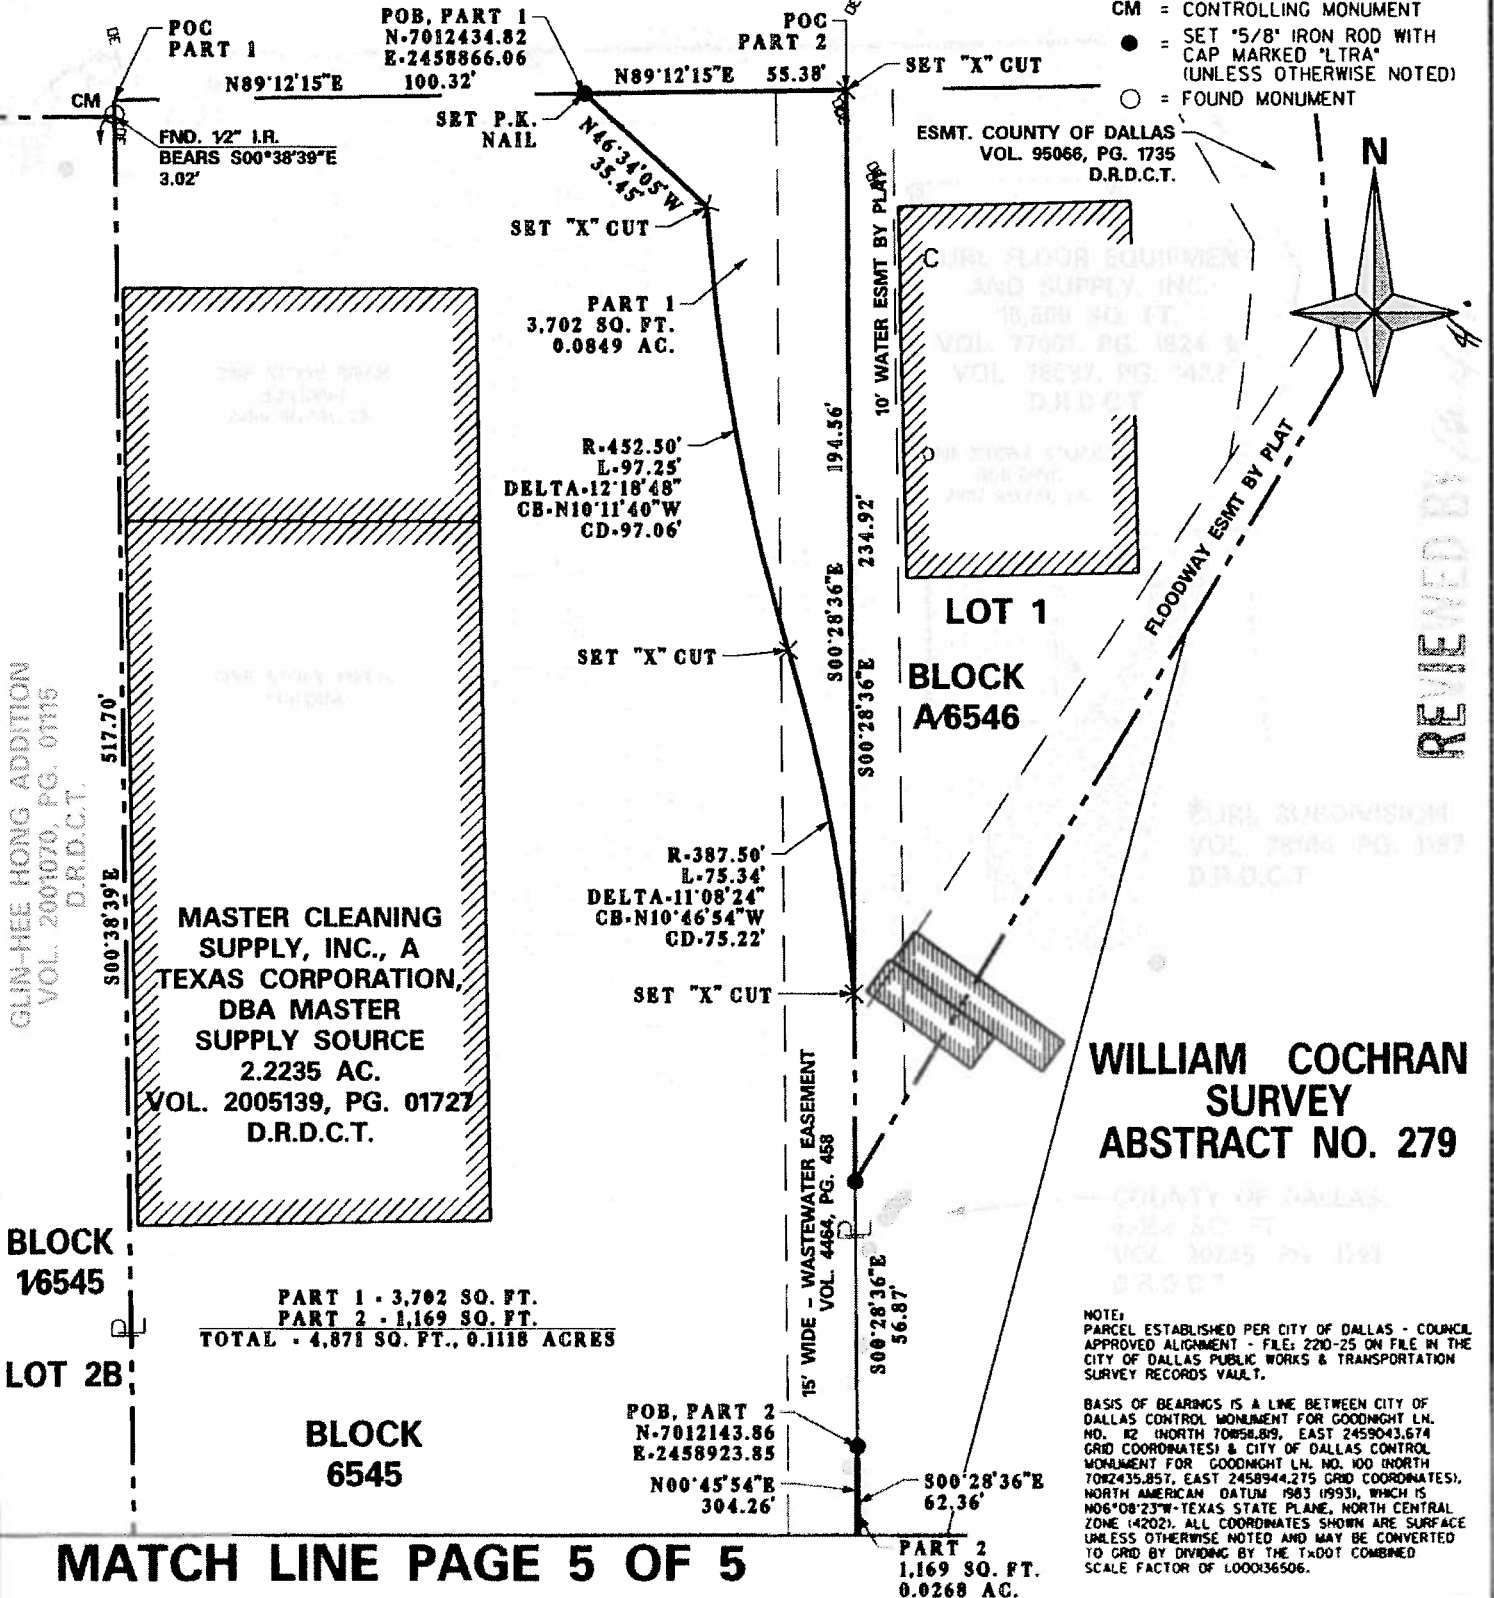 CM = CONTROLLING MONUMENT
● = SET "5/8" IRON ROD WITH
CAP MARKED "LTRA"
(UNLESS OTHERWISE NOTED)
○ = FOUND MONUMENT
POC
PART 1
POB, PART 1
N=7012434.82
E=2458866.06
N89°12'15"E
100.32'
POC
PART 2
N89°12'15"E 55.38'
SET "X" CUT
CM
FND. 1/2" I.R.
BEARS S00°38'39"E
3.02'
SET P.K.
NAIL
N46°34'05"W
35.45'
ESMT. COUNTY OF DALLAS
VOL. 95066, PG. 1735
D.R.D.C.T.
N
SET "X" CUT
10' WATER ESMT BY PLAT
PART 1
3,702 SQ. FT.
0.0849 AC.
R=452.50'
L=97.25'
DELTA=12°18'48"
CB=N10°11'40"W
CD=97.06'
194.56'
234.92'
S00°28'36"E
S00°28'36"E
FLOODWAY ESMT BY PLAT
LOT 1
BLOCK
A/6546
REVIEWED BY
SET "X" CUT
GLIN-HEE HONG ADDITION
VOL. 2001070, PG. 01115
D.R.D.C.T.
517.70'
S00°38'39"E
R=387.50'
L=75.34'
DELTA=11°08'24"
CB=N10°46'54"W
CD=75.22'
SET "X" CUT
MASTER CLEANING
SUPPLY, INC., A
TEXAS CORPORATION,
DBA MASTER
SUPPLY SOURCE
2.2235 AC.
VOL. 2005139, PG. 01727
D.R.D.C.T.
WILLIAM COCHRAN
SURVEY
ABSTRACT NO. 279
15' WIDE - WASTEWATER EASEMENT
VOL. 4464, PG. 458
S00°28'36"E
56.87'
BLOCK
1/6545
PART 1 = 3,702 SQ. FT.
PART 2 = 1,169 SQ. FT.
TOTAL = 4,871 SQ. FT., 0.1118 ACRES
LOT 2B
BLOCK
6545
POB, PART 2
N=7012143.86
E=2458923.85
N00°45'54"E
304.26'
S00°28'36"E
62.36'
PART 2
1,169 SQ. FT.
0.0268 AC.
NOTE:
PARCEL ESTABLISHED PER CITY OF DALLAS - COUNCIL
APPROVED ALIGNMENT - FILE: 221D-25 ON FILE IN THE
CITY OF DALLAS PUBLIC WORKS & TRANSPORTATION
SURVEY RECORDS VAULT.
BASIS OF BEARINGS IS A LINE BETWEEN CITY OF
DALLAS CONTROL MONUMENT FOR GOODNIGHT LN.
NO. (NORTH EAST 2459043.674
GRID COORDINATES) & CITY OF DALLAS CONTROL
MONUMENT FOR GOODNIGHT LN. NO. 100 (NORTH
7012435.857, EAST 2458944.275 GRID COORDINATES),
NORTH AMERICAN DATUM 1983 (1993), WHICH IS
N06°08'23"W-TEXAS STATE PLANE, NORTH CENTRAL
ZONE (4202). ALL COORDINATES SHOWN ARE SURFACE
UNLESS OTHERWISE NOTED AND MAY BE CONVERTED
TO GRID BY DIVIDING BY THE TxDOT COMBINED
SCALE FACTOR OF 1.000136506.
MATCH LINE PAGE 5 OF 5